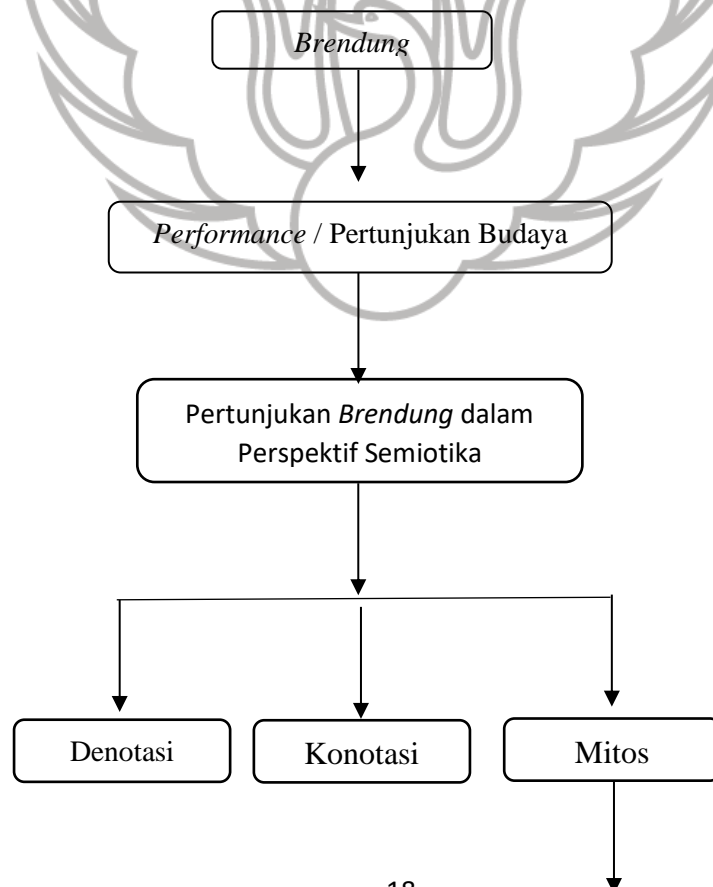 Brendung
Performance / Pertunjukan Budaya
Pertunjukan Brendung dalam
Perspektif Semiotika
Denotasi
Konotasi
Mitos
18